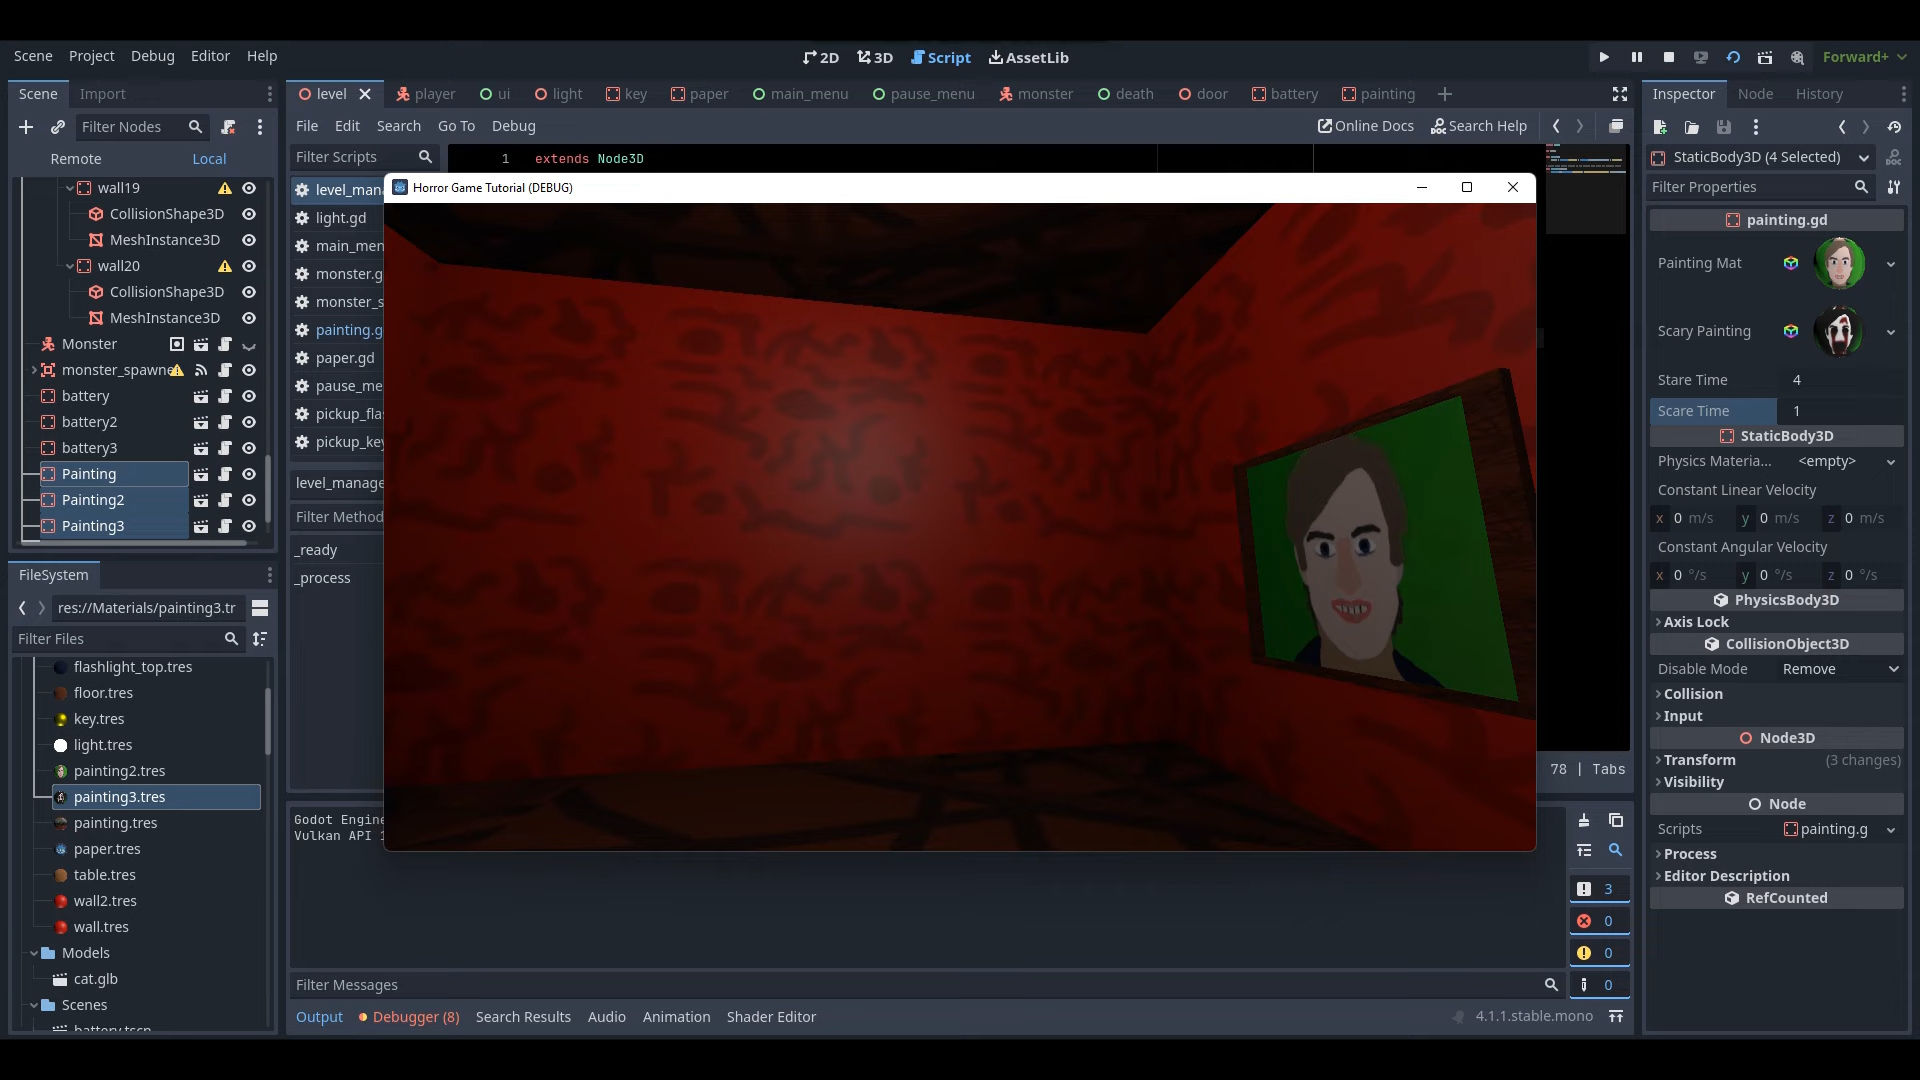 Scene Project Debug Editor Help
2D 3D Script AssetLib
Forward+
Scene Import
level player ui light key paper main_menu pause_menu monster death door battery painting
Inspector Node History
Filter Nodes
File Edit Search Go To Debug
Online Docs Search Help
Remote Local
Filter Scripts
1 extends Node3D
StaticBody3D (4 Selected)
Filter Properties
wall19
CollisionShape3D
MeshInstance3D
wall20
CollisionShape3D
MeshInstance3D
Monster
monster_spawne
battery
battery2
battery3
Painting
Painting2
Painting3
level_mana
light.gd
main_men
monster.g
monster_s
painting.g
paper.gd
pause_me
pickup_fla
pickup_key
level_manage
Filter Method
_ready
_process
Horror Game Tutorial (DEBUG)
painting.gd
Painting Mat
Scary Painting
Stare Time 4
Scare Time 1
StaticBody3D
Physics Materia... <empty>
Constant Linear Velocity
x 0 m/s y 0 m/s z 0 m/s
Constant Angular Velocity
x 0 °/s y 0 °/s z 0 °/s
PhysicsBody3D
Axis Lock
CollisionObject3D
Disable Mode Remove
Collision
Input
Node3D
Transform (3 changes)
Visibility
Node
Scripts painting.g
Process
Editor Description
RefCounted
FileSystem
res://Materials/painting3.tr
Filter Files
flashlight_top.tres
floor.tres
key.tres
light.tres
painting2.tres
painting3.tres
painting.tres
paper.tres
table.tres
wall2.tres
wall.tres
Models
cat.glb
Scenes
battery.tscn
78 | Tabs
Godot Engine
Vulkan API 1
3
0
0
0
Filter Messages
Output Debugger (8) Search Results Audio Animation Shader Editor
4.1.1.stable.mono